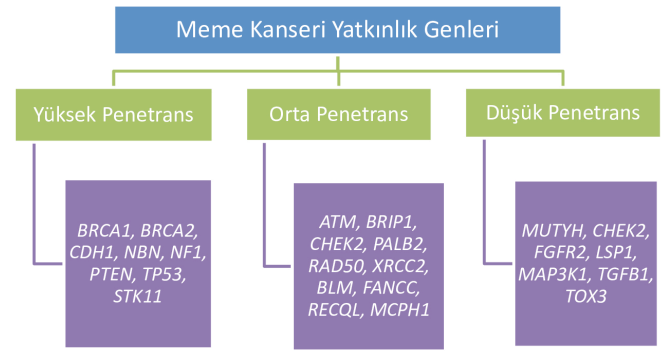 Meme Kanseri Yatkınlık Genleri
Yüksek Penetrans
Orta Penetrans
Düşük Penetrans
BRCA1, BRCA2,
CDH1, NBN, NF1,
PTEN, TP53,
STK11
ATM, BRIP1,
CHEK2, PALB2,
RAD50, XRCC2,
BLM, FANCC,
RECQL, MCPH1
MUTYH, CHEK2,
FGFR2, LSP1,
MAP3K1, TGFB1,
TOX3